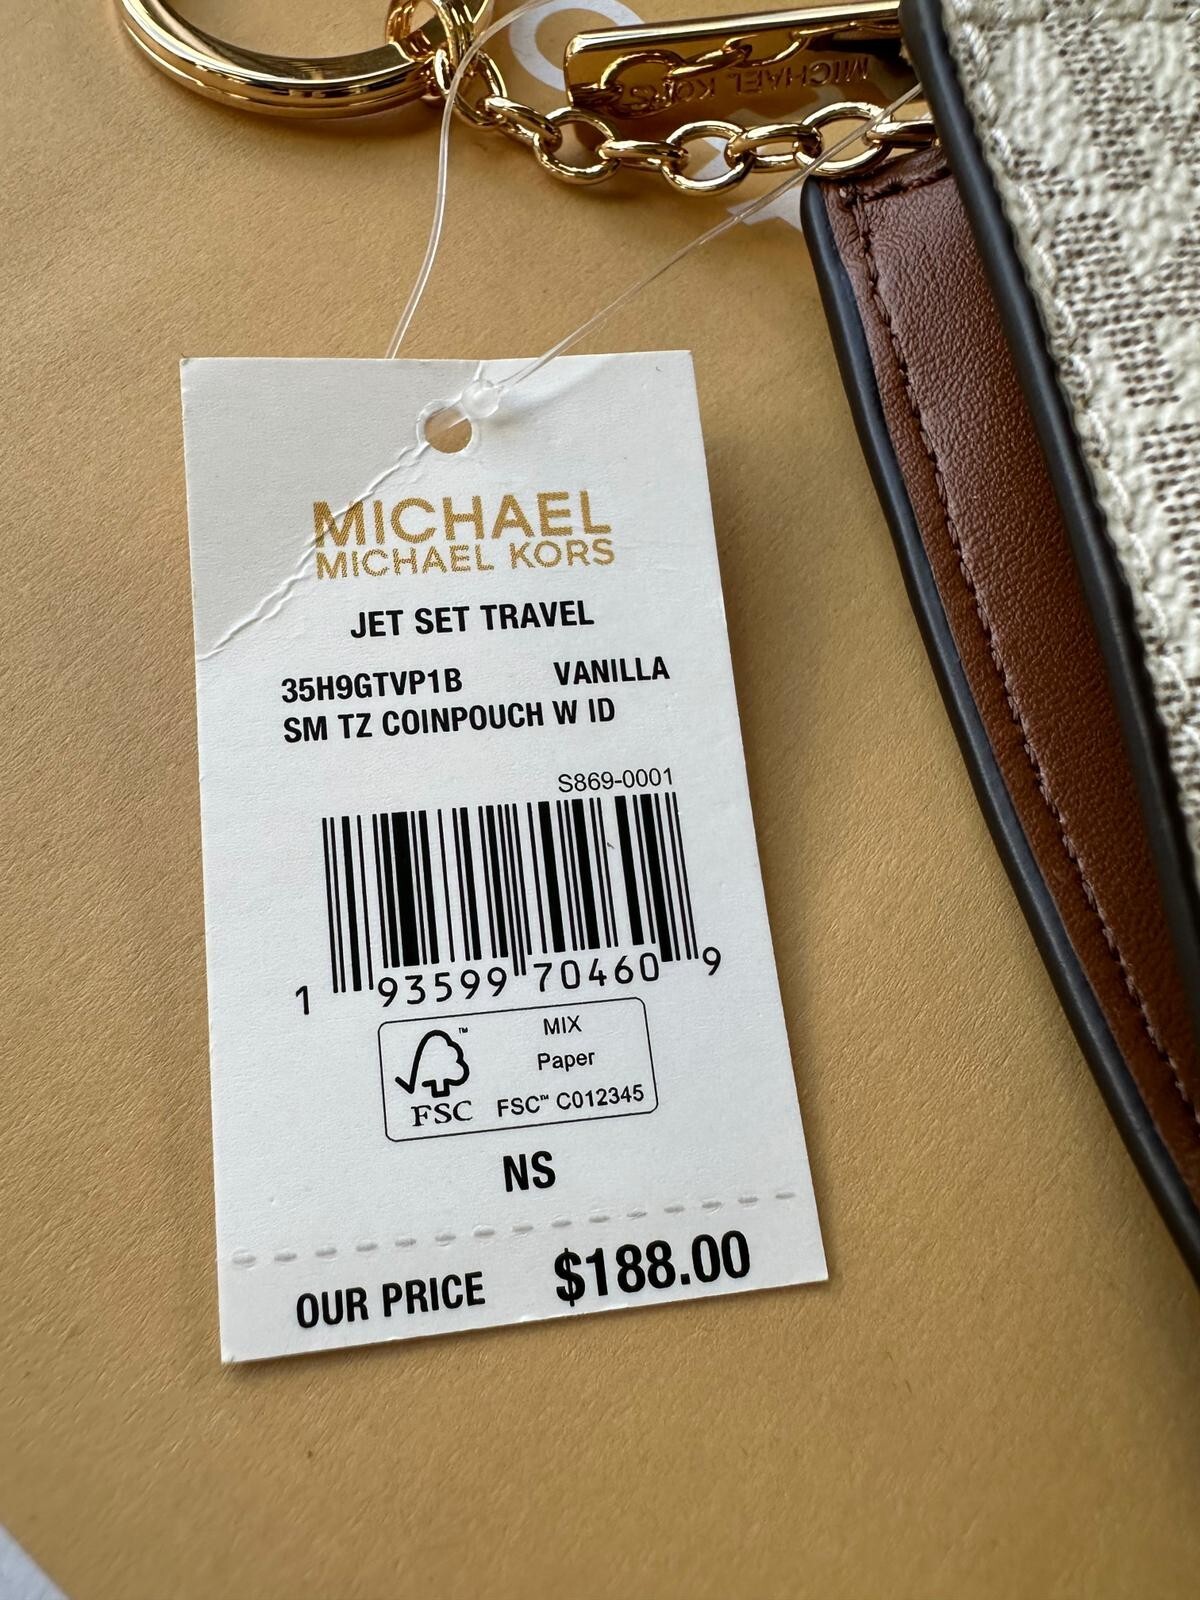 MICHAEL KORS
MICHAEL
MICHAEL KORS
JET SET TRAVEL
35H9GTVP1B VANILLA
SM TZ COINPOUCH W ID
S869-0001
1 93599 70460 9
MIX
Paper
FSC™ C012345
FSC
NS
OUR PRICE $188.00